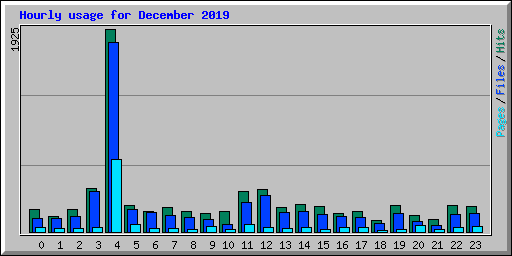 Hourly usage for December 2019
1925
Pages/Files/Hits
0 1 2 3 4 5 6 7 8 9 10 11 12 13 14 15 16 17 18 19 20 21 22 23